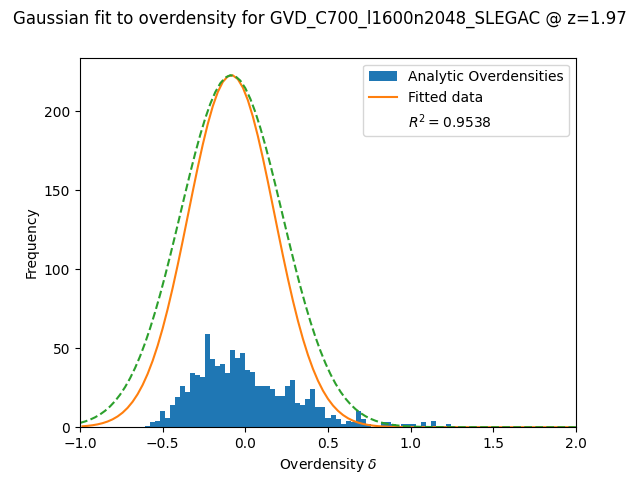 Gaussian fit to overdensity for GVD_C700_l1600n2048_SLEGAC @ z=1.97
Analytic Overdensities
Fitted data
R² = 0.9538
Frequency
200
150
100
50
0
−1.0 −0.5 0.0 0.5 1.0 1.5 2.0
Overdensity δ